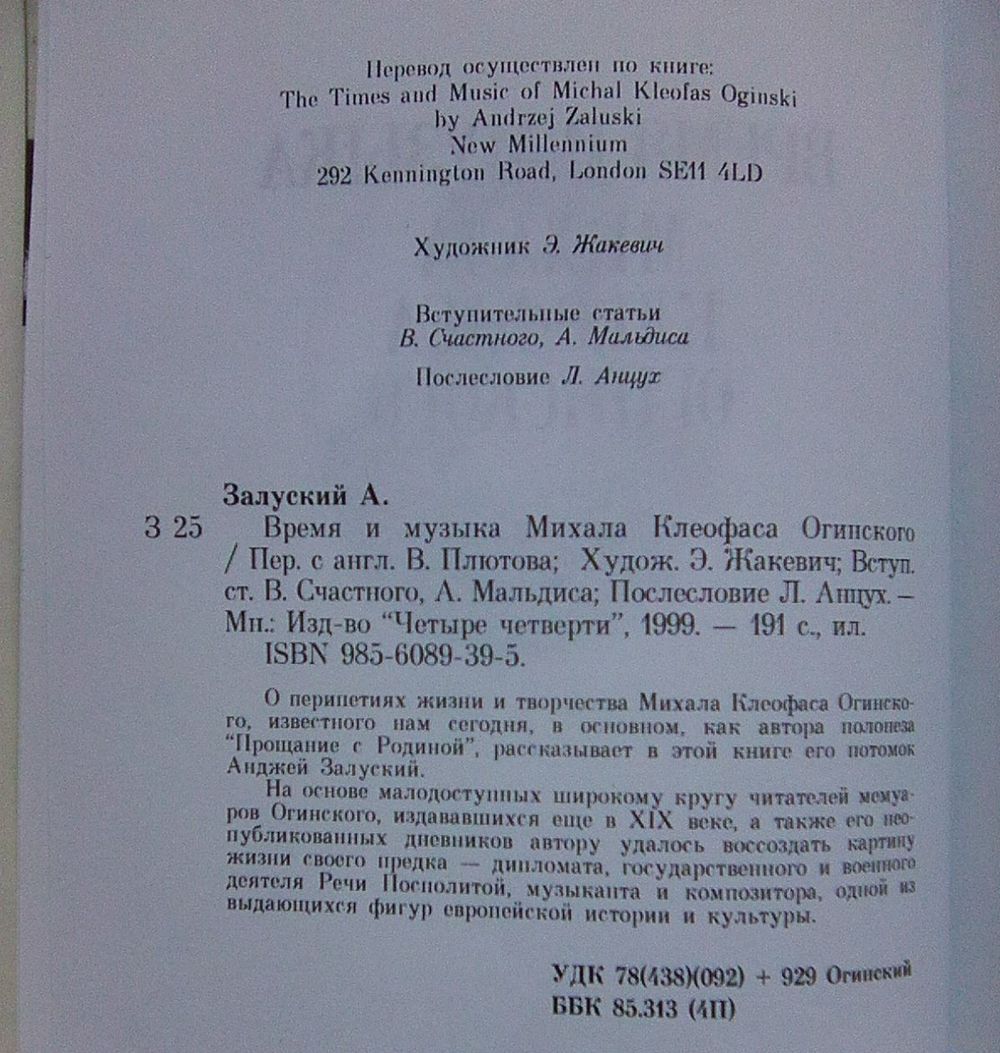 Перевод осуществлен по книге:
The Times and Music of Michal Kleofas Oginski
by Andrzej Zaluski
New Millennium
292 Kennington Road, London SE11 4LD
Художник Э. Жакевич
Вступительные статьи
В. Счастного, А. Мальдиса
Послесловие Л. Анцух
Залуский А.
З 25 Время и музыка Михала Клеофаса Огинского
/ Пер. с англ. В. Плютова; Худож. Э. Жакевич; Вступ.
ст. В. Счастного, А. Мальдиса; Послесловие Л. Анцух. –
Мн.: Изд-во “Четыре четверти”, 1999. — 191 с., ил.
ISBN 985-6089-39-5.
О перипетиях жизни и творчества Михала Клеофаса Огинско-
го, известного нам сегодня, в основном, как автора полонеза
“Прощание с Родиной”, рассказывает в этой книге его потомок
Анджей Залуский.
На основе малодоступных широкому кругу читателей мемуа-
ров Огинского, издававшихся еще в XIX веке, а также его нео-
публикованных дневников автору удалось воссоздать картину
жизни своего предка — дипломата, государственного и военного
деятеля Речи Посполитой, музыканта и композитора, одной из
выдающихся фигур европейской истории и культуры.
УДК 78(438)(092) + 929 Огинский
ББК 85.313 (4П)